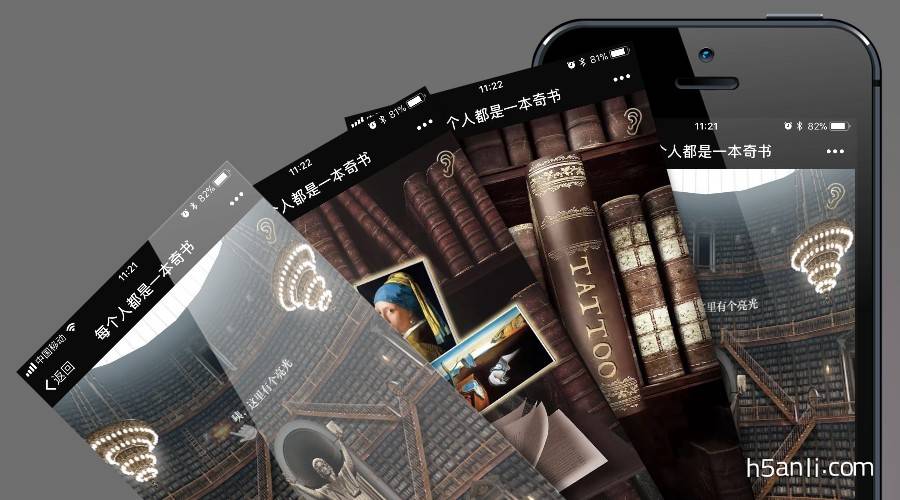 中国移动
11:21
82%
返回
每个人都是一本奇书
咦，这里有个亮光
11:22
81%
个人都是一本奇书
11:22
81%
个人都是一本奇书
TATTOO
11:21
82%
人都是一本奇书
这里有个亮光
h5anli.com